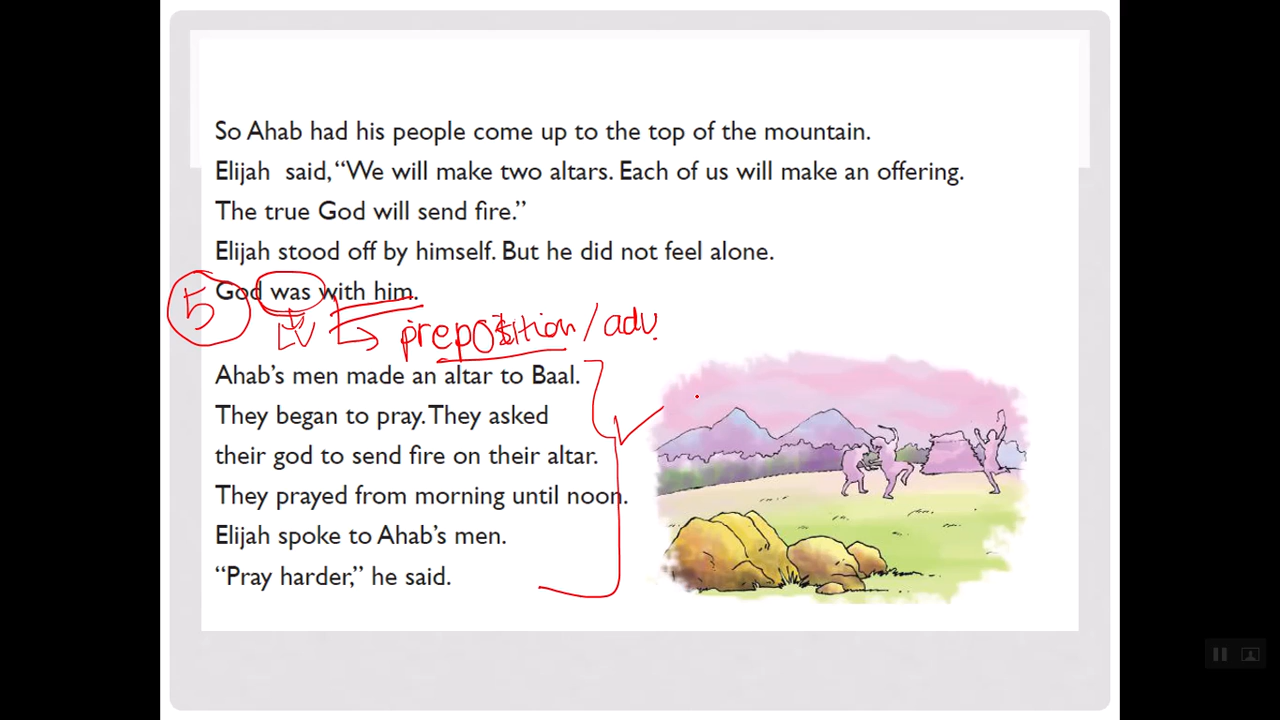 So Ahab had his people come up to the top of the mountain.
Elijah said, “We will make two altars. Each of us will make an offering.
The true God will send fire.”
Elijah stood off by himself. But he did not feel alone.
God was with him.
5
LV
preposition / adv.
Ahab’s men made an altar to Baal.
They began to pray. They asked
their god to send fire on their altar.
They prayed from morning until noon.
Elijah spoke to Ahab’s men.
“Pray harder,” he said.